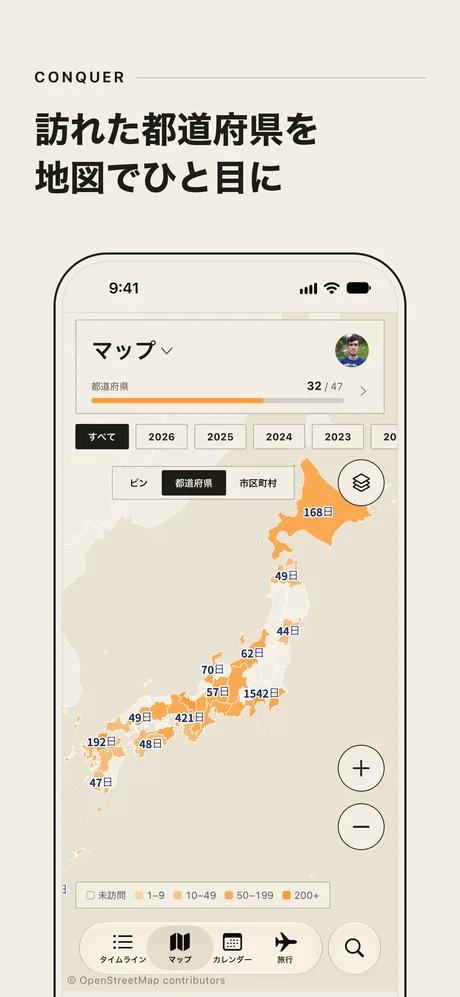 CONQUER
訪れた都道府県を
地図でひと目に
9:41
マップ
都道府県
32 / 47
すべて
2026
2025
2024
2023
20
ピン
都道府県
市区町村
168日
49日
44日
62日
70日
57日
1542日
49日
421日
192日
48日
47日
日
未訪問
1–9
10–49
50–199
200+
タイムライン
マップ
カレンダー
旅行
© OpenStreetMap contributors